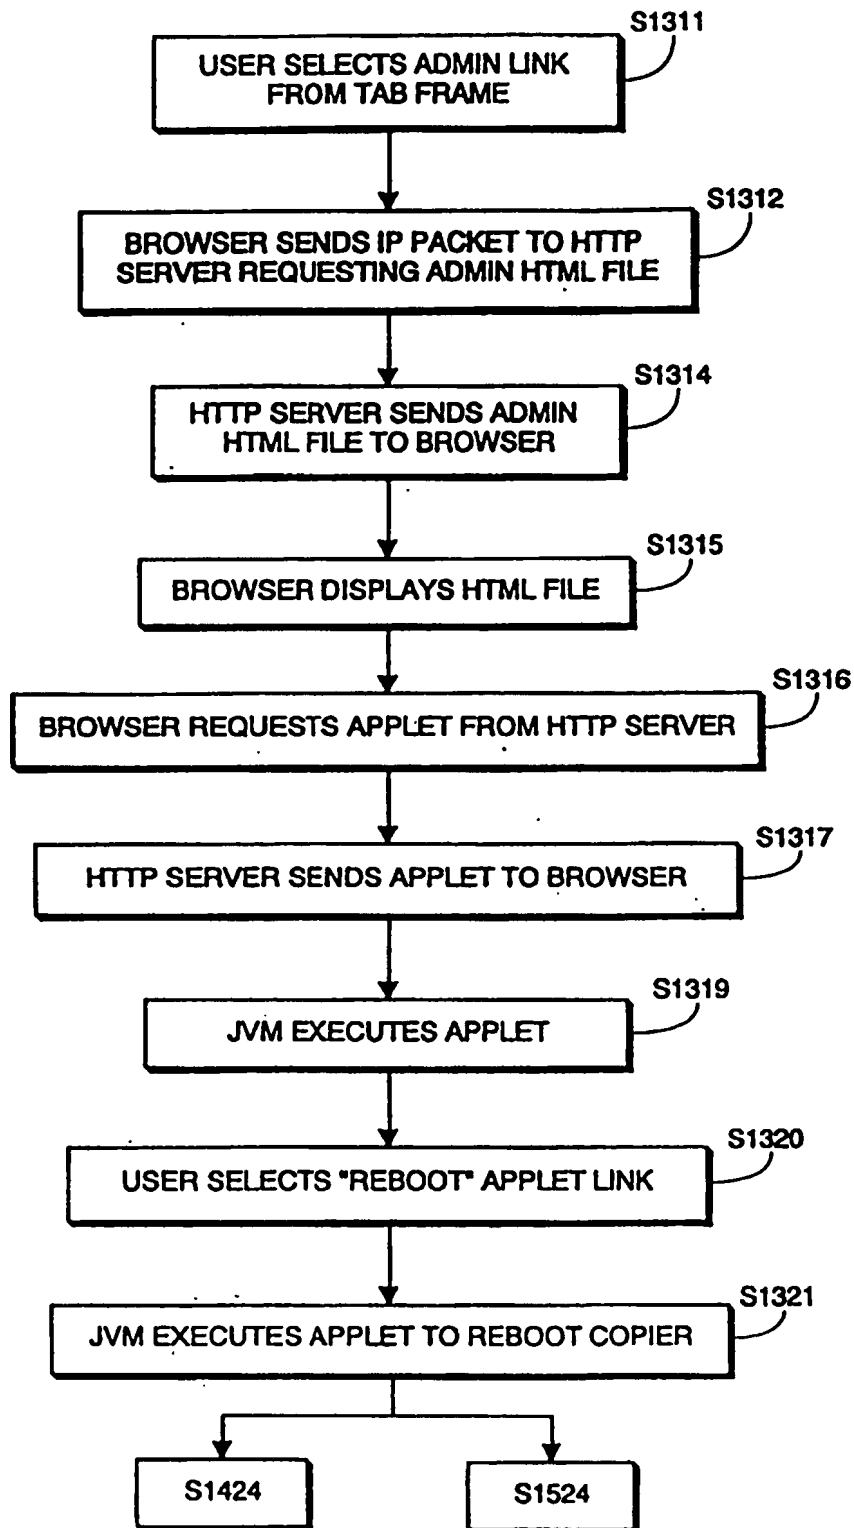 S1311
USER SELECTS ADMIN LINK
FROM TAB FRAME
S1312
BROWSER SENDS IP PACKET TO HTTP
SERVER REQUESTING ADMIN HTML FILE
S1314
HTTP SERVER SENDS ADMIN
HTML FILE TO BROWSER
S1315
BROWSER DISPLAYS HTML FILE
S1316
BROWSER REQUESTS APPLET FROM HTTP SERVER
S1317
HTTP SERVER SENDS APPLET TO BROWSER
S1319
JVM EXECUTES APPLET
S1320
USER SELECTS "REBOOT" APPLET LINK
S1321
JVM EXECUTES APPLET TO REBOOT COPIER
S1424
S1524